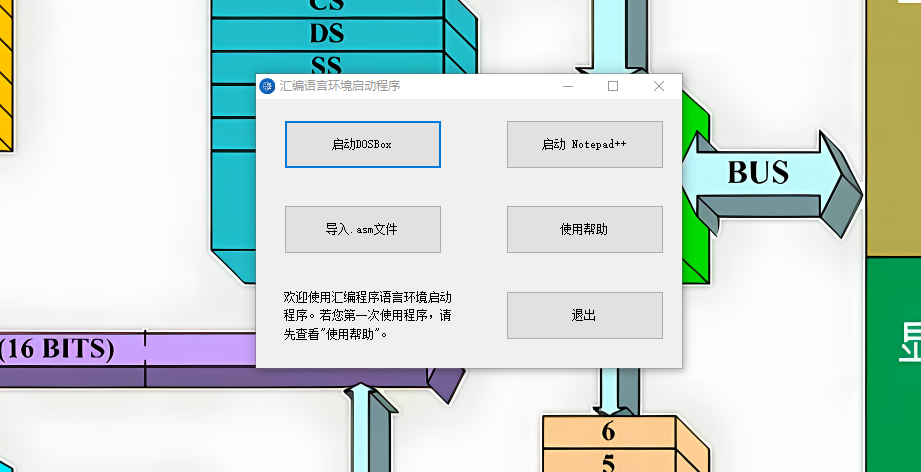 CS
DS
SS
汇编语言环境启动程序
启动DOSBox
启动 Notepad++
BUS
导入.asm文件
使用帮助
欢迎使用汇编程序语言环境启动
程序。若您第一次使用程序，请
先查看"使用帮助"。
退出
(16 BITS)
6
5